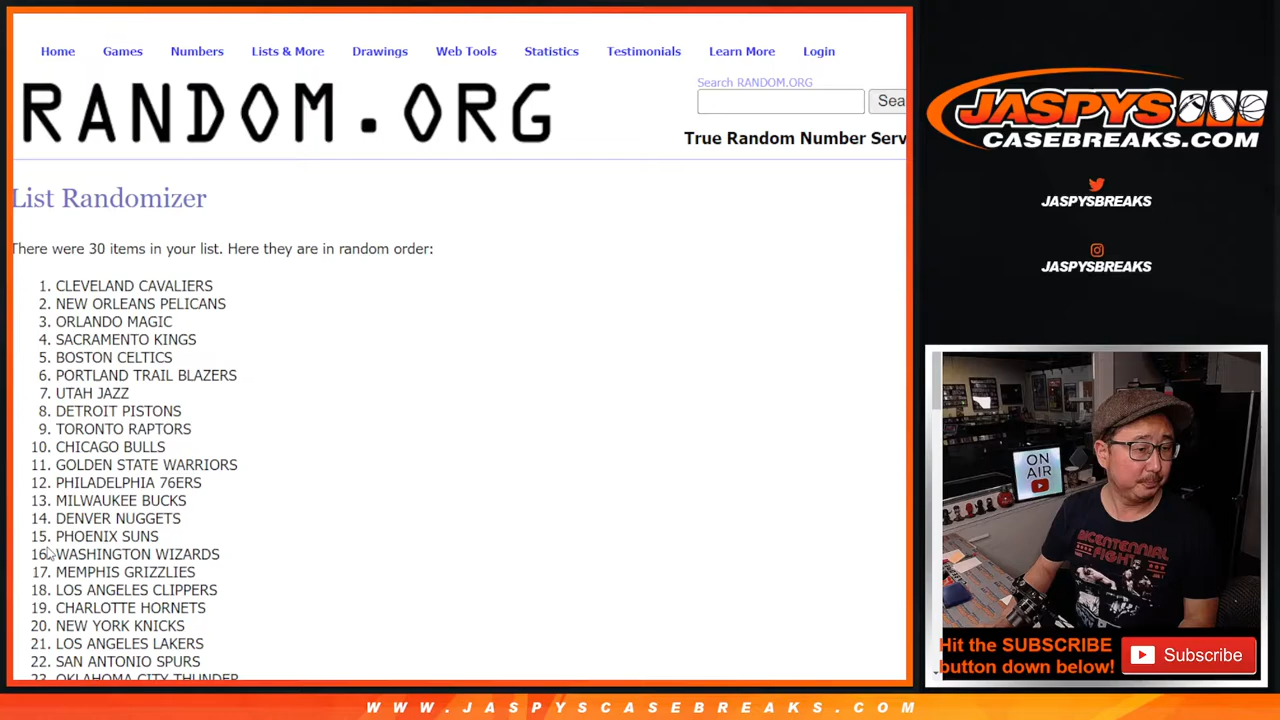 Home Games Numbers Lists & More Drawings Web Tools Statistics Testimonials Learn More Login
Search RANDOM.ORG
RANDOM.ORG
Sea
True Random Number Serv
List Randomizer
There were 30 items in your list. Here they are in random order:
1. CLEVELAND CAVALIERS
2. NEW ORLEANS PELICANS
3. ORLANDO MAGIC
4. SACRAMENTO KINGS
5. BOSTON CELTICS
6. PORTLAND TRAIL BLAZERS
7. UTAH JAZZ
8. DETROIT PISTONS
9. TORONTO RAPTORS
10. CHICAGO BULLS
11. GOLDEN STATE WARRIORS
12. PHILADELPHIA 76ERS
13. MILWAUKEE BUCKS
14. DENVER NUGGETS
15. PHOENIX SUNS
16. WASHINGTON WIZARDS
17. MEMPHIS GRIZZLIES
18. LOS ANGELES CLIPPERS
19. CHARLOTTE HORNETS
20. NEW YORK KNICKS
21. LOS ANGELES LAKERS
22. SAN ANTONIO SPURS
23. OKLAHOMA CITY THUNDER
JASPYS
CASEBREAKS.COM
JASPYSBREAKS
JASPYSBREAKS
ON
AIR
BICENTENNIAL
FIGHT
Hit the SUBSCRIBE
button down below!
Subscribe
WWW.JASPYSCASEBREAKS.COM